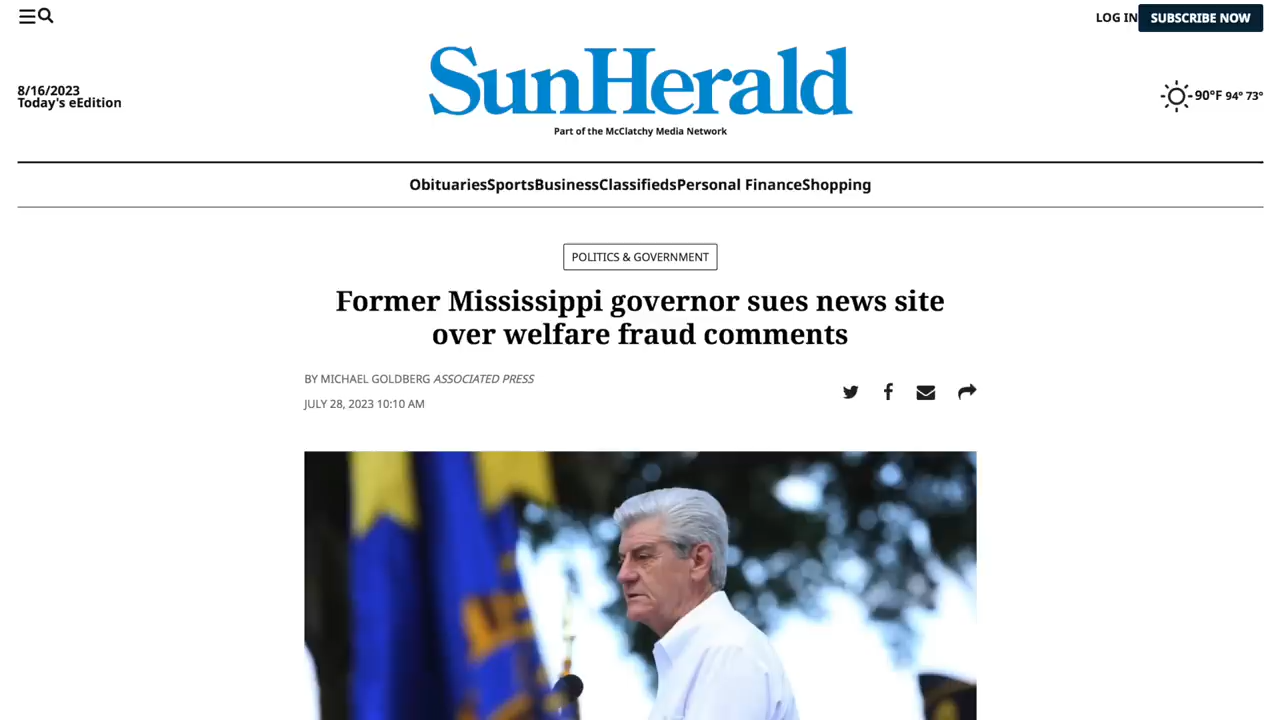 LOG IN
SUBSCRIBE NOW
8/16/2023
Today's eEdition
SunHerald
Part of the McClatchy Media Network
90°F 94° 73°
Obituaries Sports Business Classifieds Personal Finance Shopping
POLITICS & GOVERNMENT
Former Mississippi governor sues news site
over welfare fraud comments
BY MICHAEL GOLDBERG ASSOCIATED PRESS
JULY 28, 2023 10:10 AM